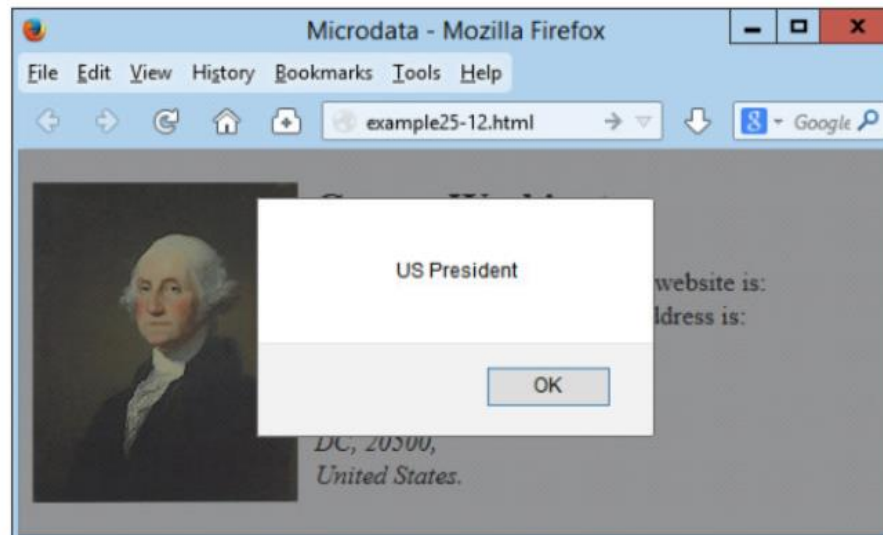 Microdata - Mozilla Firefox
File Edit View History Bookmarks Tools Help
example25-12.html
8 Google
US President
website is:
is:
OK
DC, 20500,
United States.